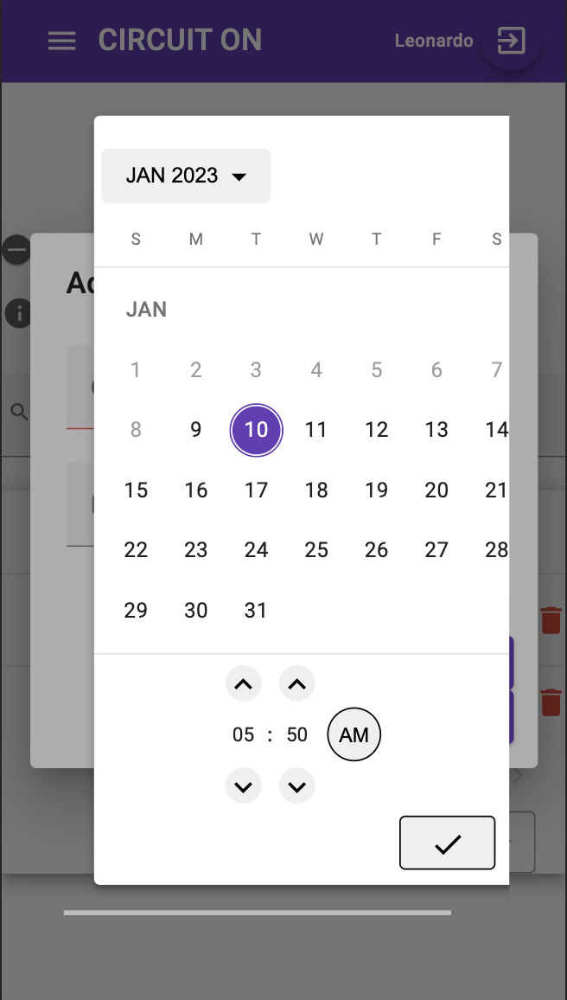 CIRCUIT ON
Leonardo
JAN 2023
S M T W T F S
JAN
1 2 3 4 5 6 7
8 9 10 11 12 13 14
15 16 17 18 19 20 21
22 23 24 25 26 27 28
29 30 31
05 : 50 AM